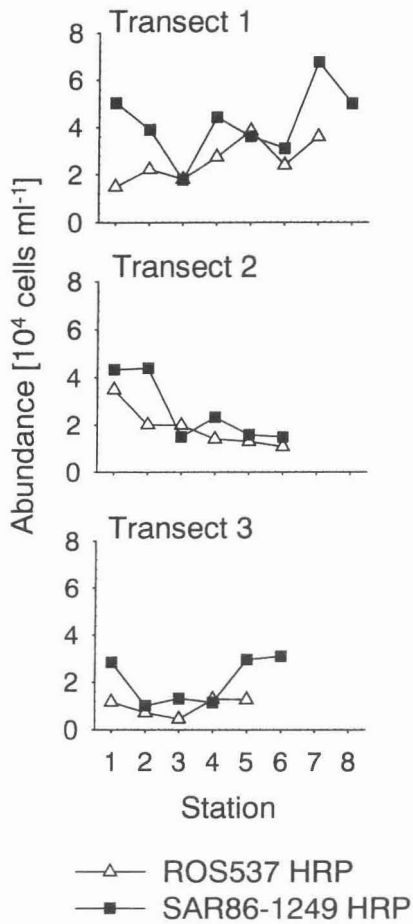 Transect 1
8
6
4
2
0
Transect 2
8
6
4
2
0
Transect 3
8
6
4
2
0
Abundance [10⁴ cells ml⁻¹]
1 2 3 4 5 6 7 8
Station
ROS537 HRP
SAR86-1249 HRP